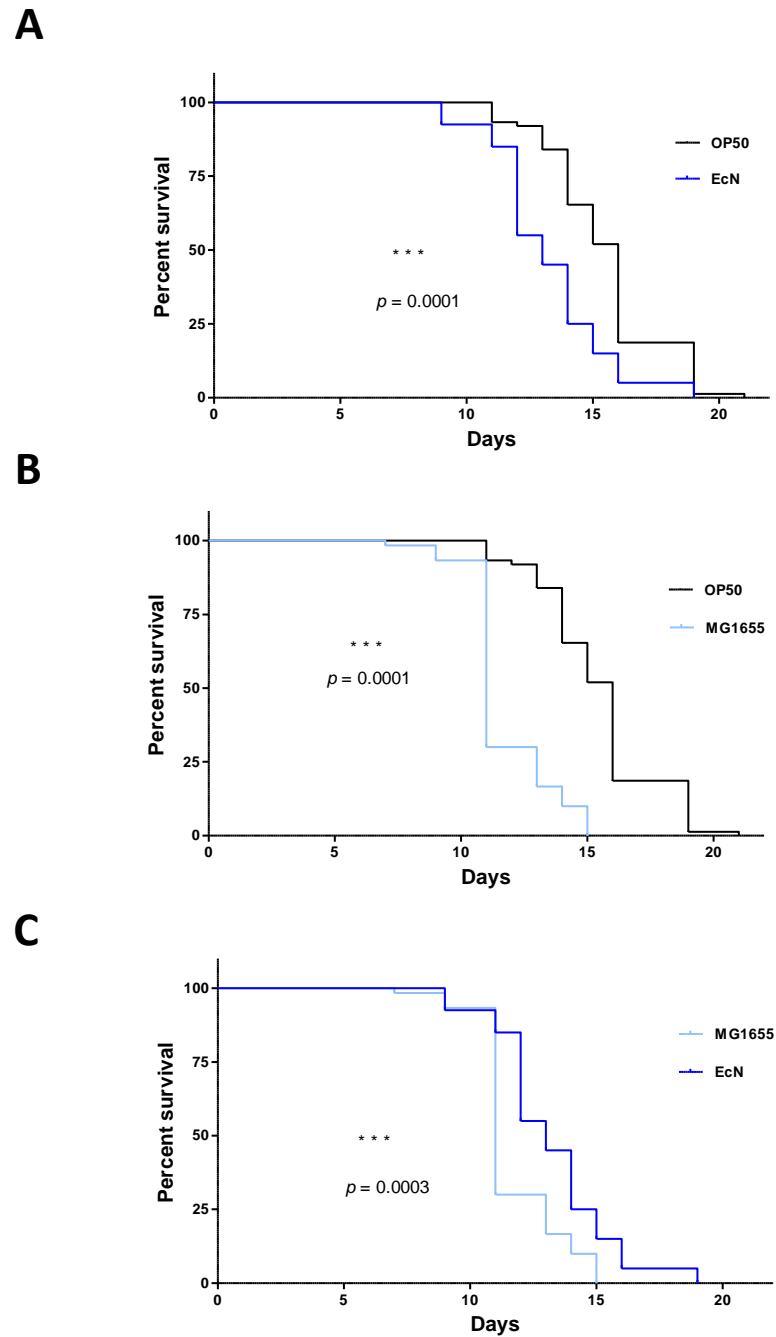 A
Percent survival
100
75
50
25
0
0 5 10 15 20
Days
OP50
EcN
* * *
p = 0.0001
B
Percent survival
100
75
50
25
0
0 5 10 15 20
Days
OP50
MG1655
* * *
p = 0.0001
C
Percent survival
100
75
50
25
0
0 5 10 15 20
Days
MG1655
EcN
* * *
p = 0.0003